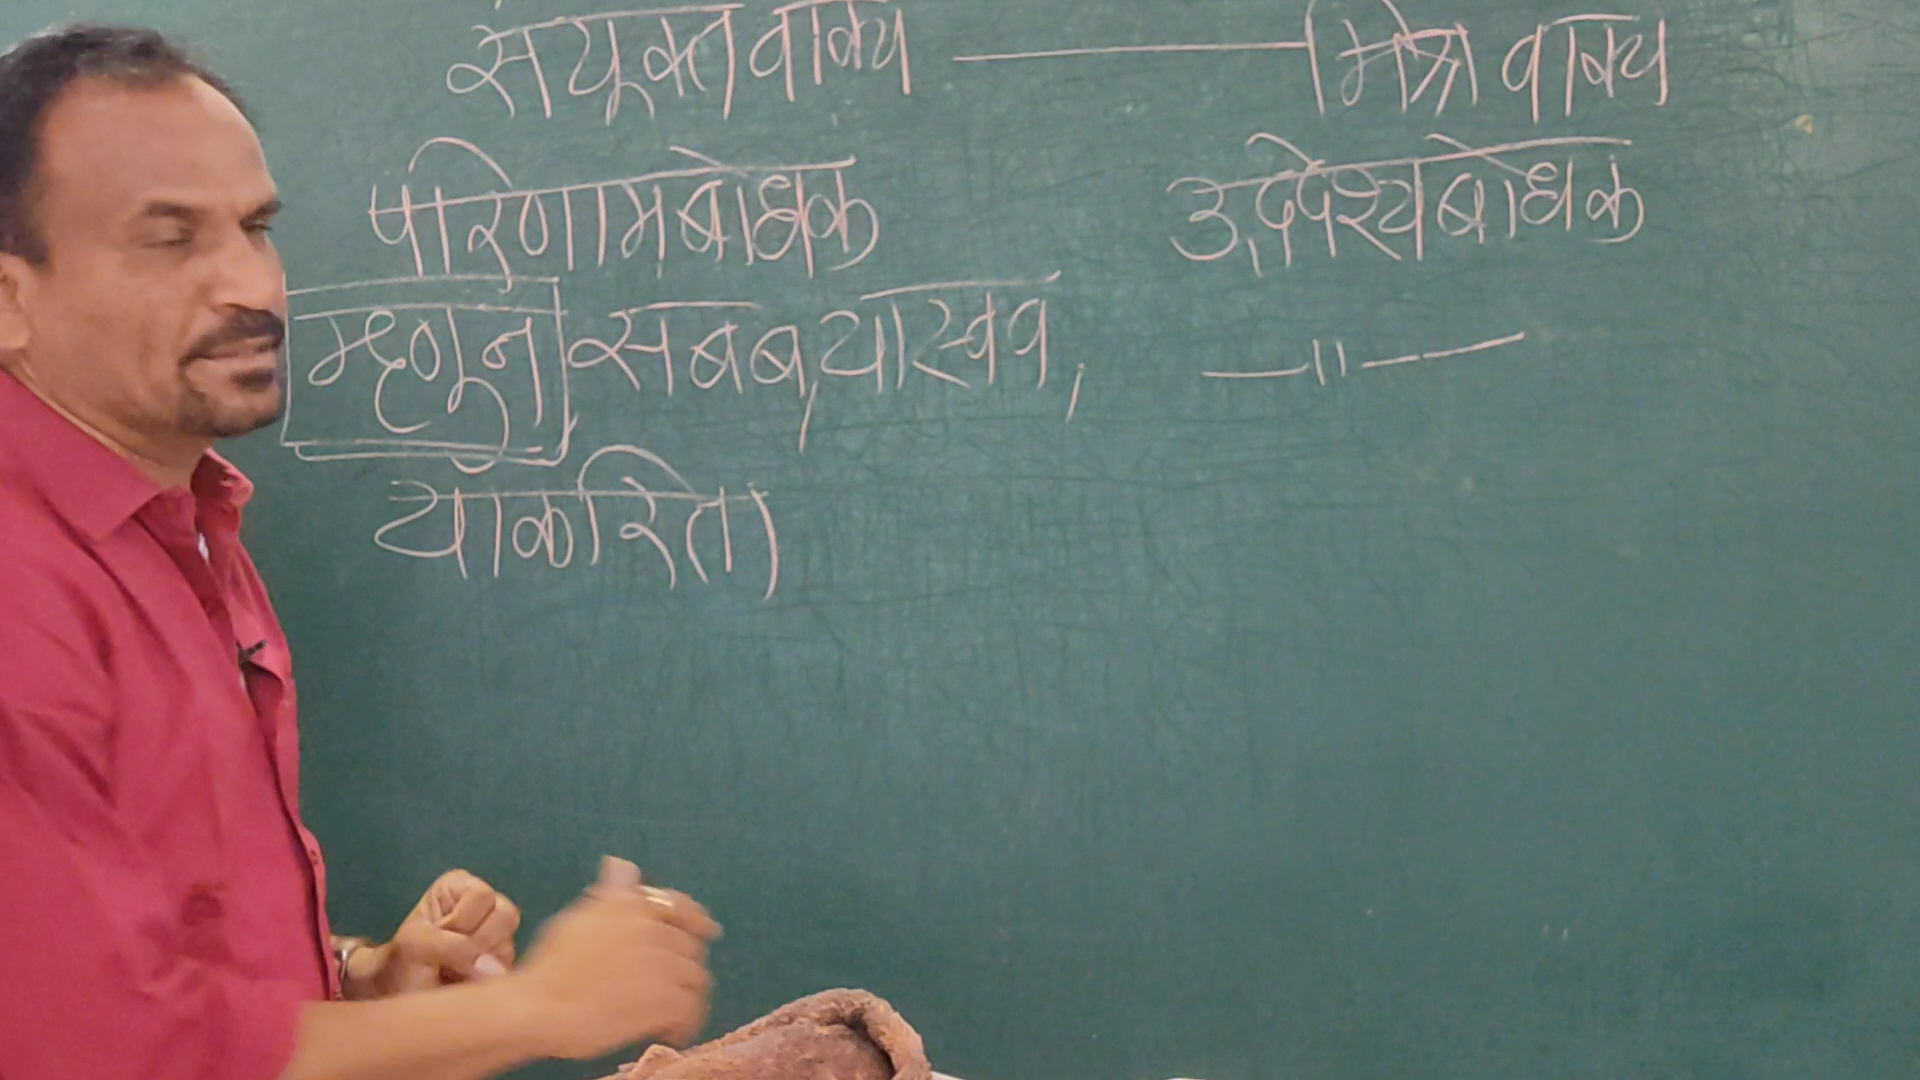 संयूक्त वाक्य — मिश्र वाक्य
परिणामबोधक उद्देश्यबोधक
म्हणून, सबब, यास्तव, —॥—
याकरिता